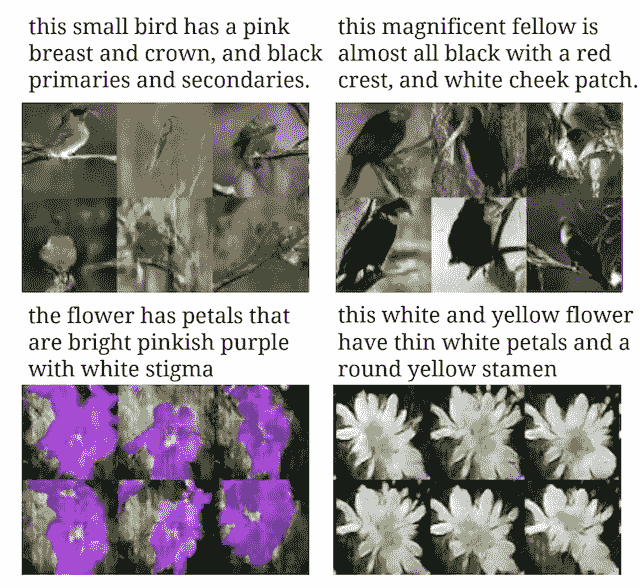 this small bird has a pink
breast and crown, and black
primaries and secondaries.
this magnificent fellow is
almost all black with a red
crest, and white cheek patch.
the flower has petals that
are bright pinkish purple
with white stigma
this white and yellow flower
have thin white petals and a
round yellow stamen